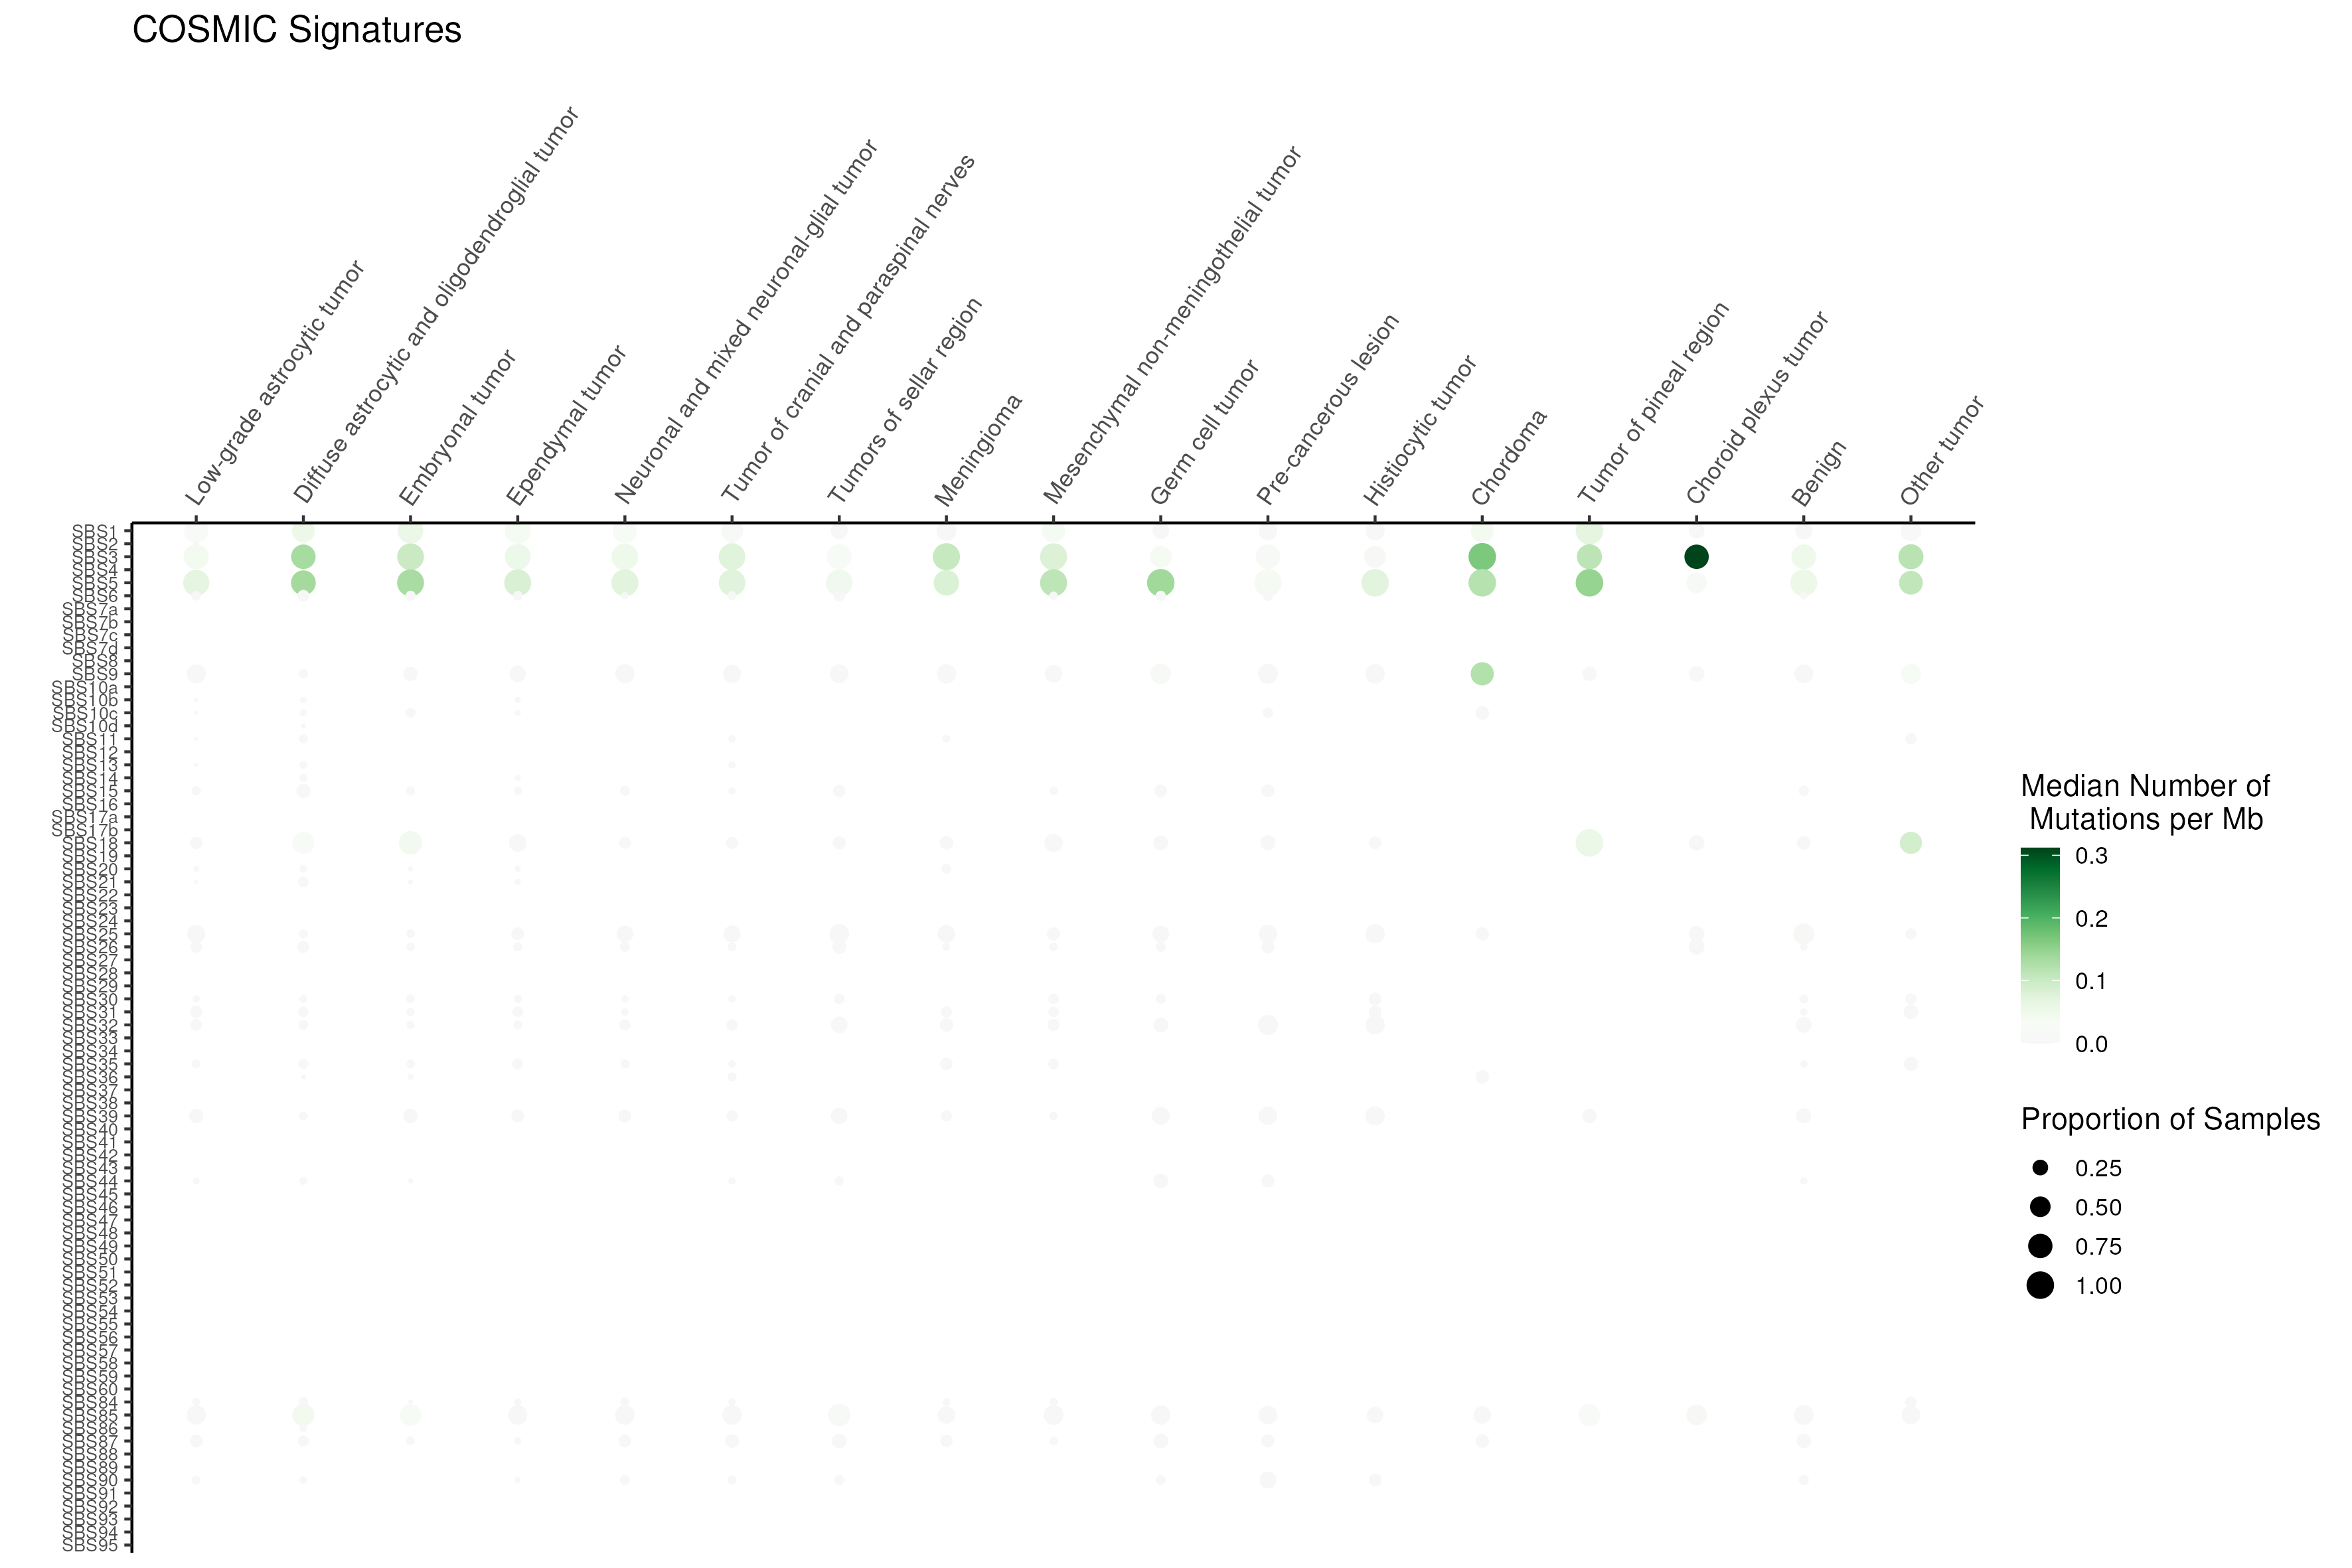 COSMIC Signatures
Low-grade astrocytic tumor
Diffuse astrocytic and oligodendroglial tumor
Embryonal tumor
Ependymal tumor
Neuronal and mixed neuronal-glial tumor
Tumor of cranial and paraspinal nerves
Tumors of sellar region
Meningioma
Mesenchymal non-meningothelial tumor
Germ cell tumor
Pre-cancerous lesion
Histiocytic tumor
Chordoma
Tumor of pineal region
Choroid plexus tumor
Benign
Other tumor
SBS1
SBS2
SBS3
SBS4
SBS5
SBS6
SBS7a
SBS7b
SBS7c
SBS7d
SBS8
SBS9
SBS10a
SBS10b
SBS10c
SBS10d
SBS11
SBS12
SBS13
SBS14
SBS15
SBS16
SBS17a
SBS17b
SBS18
SBS19
SBS20
SBS21
SBS22
SBS23
SBS24
SBS25
SBS26
SBS27
SBS28
SBS29
SBS30
SBS31
SBS32
SBS33
SBS34
SBS35
SBS36
SBS37
SBS38
SBS39
SBS40
SBS41
SBS42
SBS43
SBS44
SBS45
SBS46
SBS47
SBS48
SBS49
SBS50
SBS51
SBS52
SBS53
SBS54
SBS55
SBS56
SBS57
SBS58
SBS59
SBS60
SBS84
SBS85
SBS86
SBS87
SBS88
SBS89
SBS90
SBS91
SBS92
SBS93
SBS94
SBS95
Median Number of
Mutations per Mb
0.3
0.2
0.1
0.0
Proportion of Samples
0.25
0.50
0.75
1.00